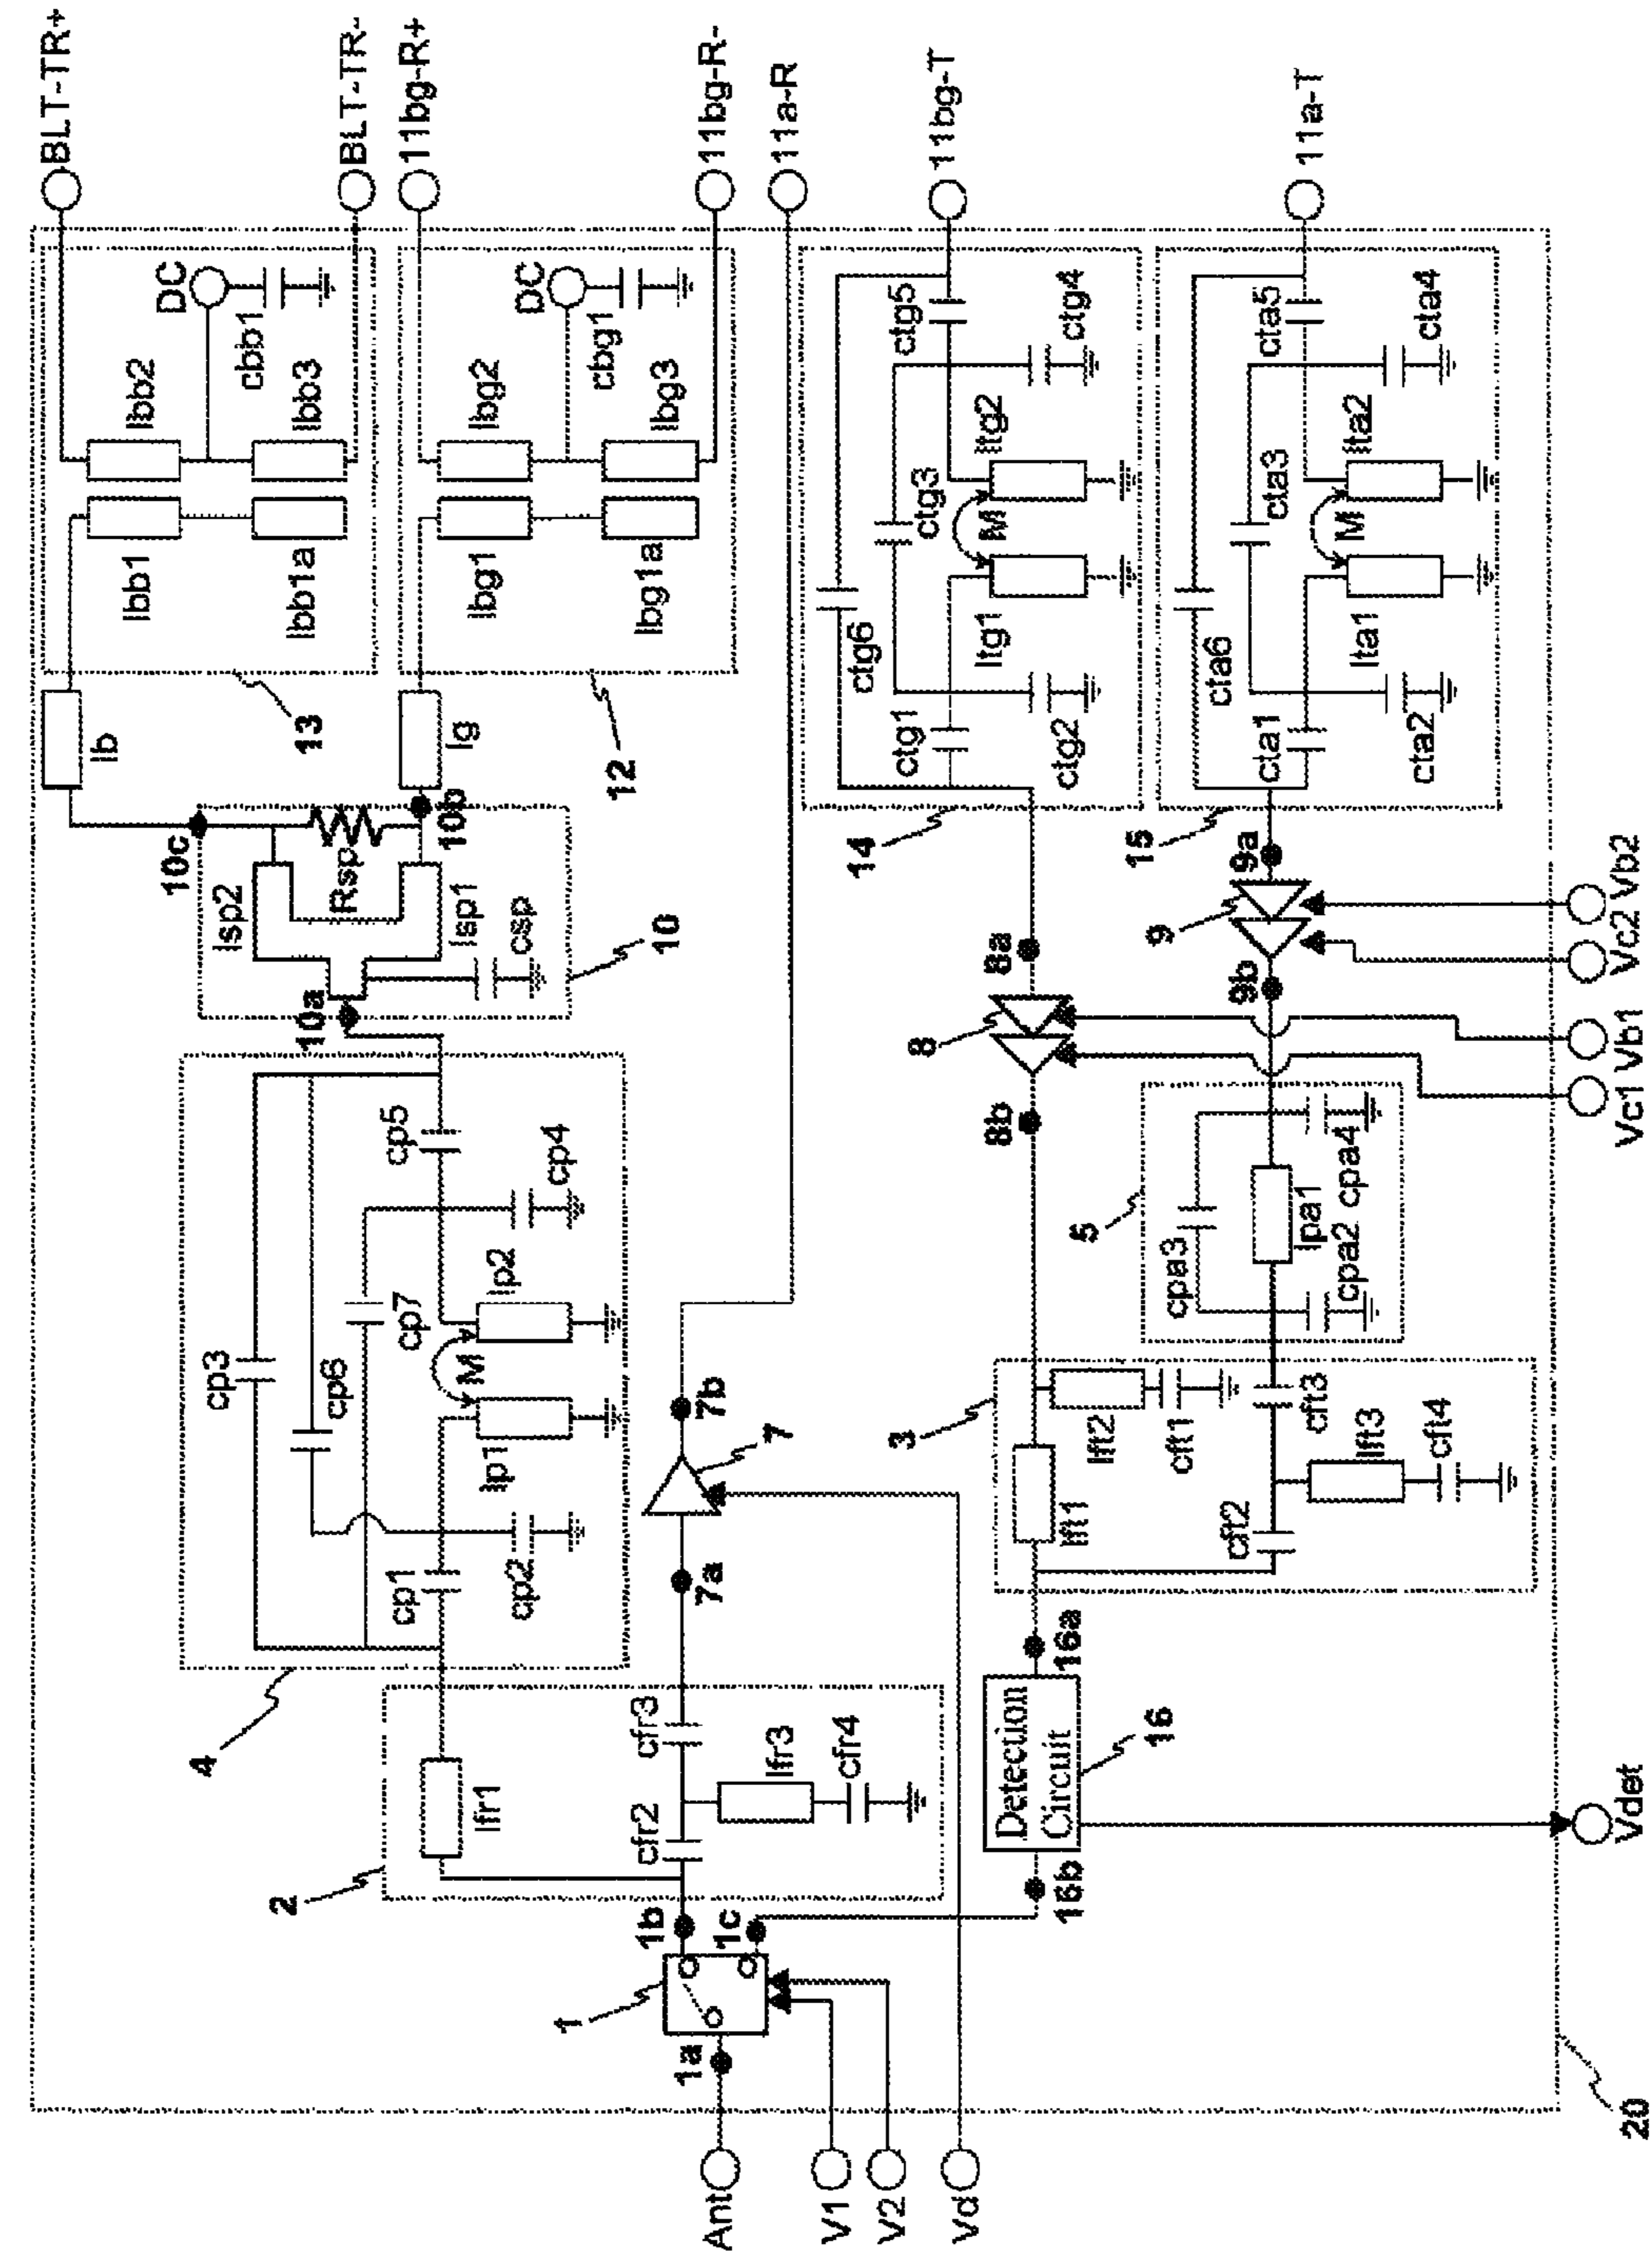 BLT-TR+
BLT-TR-
11bg-R+
11bg-R-
11a-R
11bg-T
11a-T
DC
cbb1
lbb2
lbb3
lbb1
lbb1a
13
lb
DC
cbg1
lbg2
lbg3
lbg1
lbg1a
12
lg
10c
10b
Rsp
lsp2
lsp1
csp
10
10a
cp3
cp6
cp7
cp5
cp4
lp2
M
lp1
cp1
cp2
4
lfr1
cfr3
cfr2
lfr3
cfr4
2
7b
7
7a
1b
1c
1
1a
Ant
V1
V2
Vd
ctg5
ctg4
ctg3
ltg2
M
ltg1
ctg6
ctg1
ctg2
14
cta5
cta4
cta3
lta2
M
lta1
cta6
cta1
cta2
15
8a
8
8b
9a
9
9b
Vb2
Vc2
Vb1
Vc1
5
cpa3
lpa1
cpa2
cpa4
3
lft1
lft2
cft1
cft3
cft2
lft3
cft4
16a
Detection
Circuit
16
16b
Vdet
20